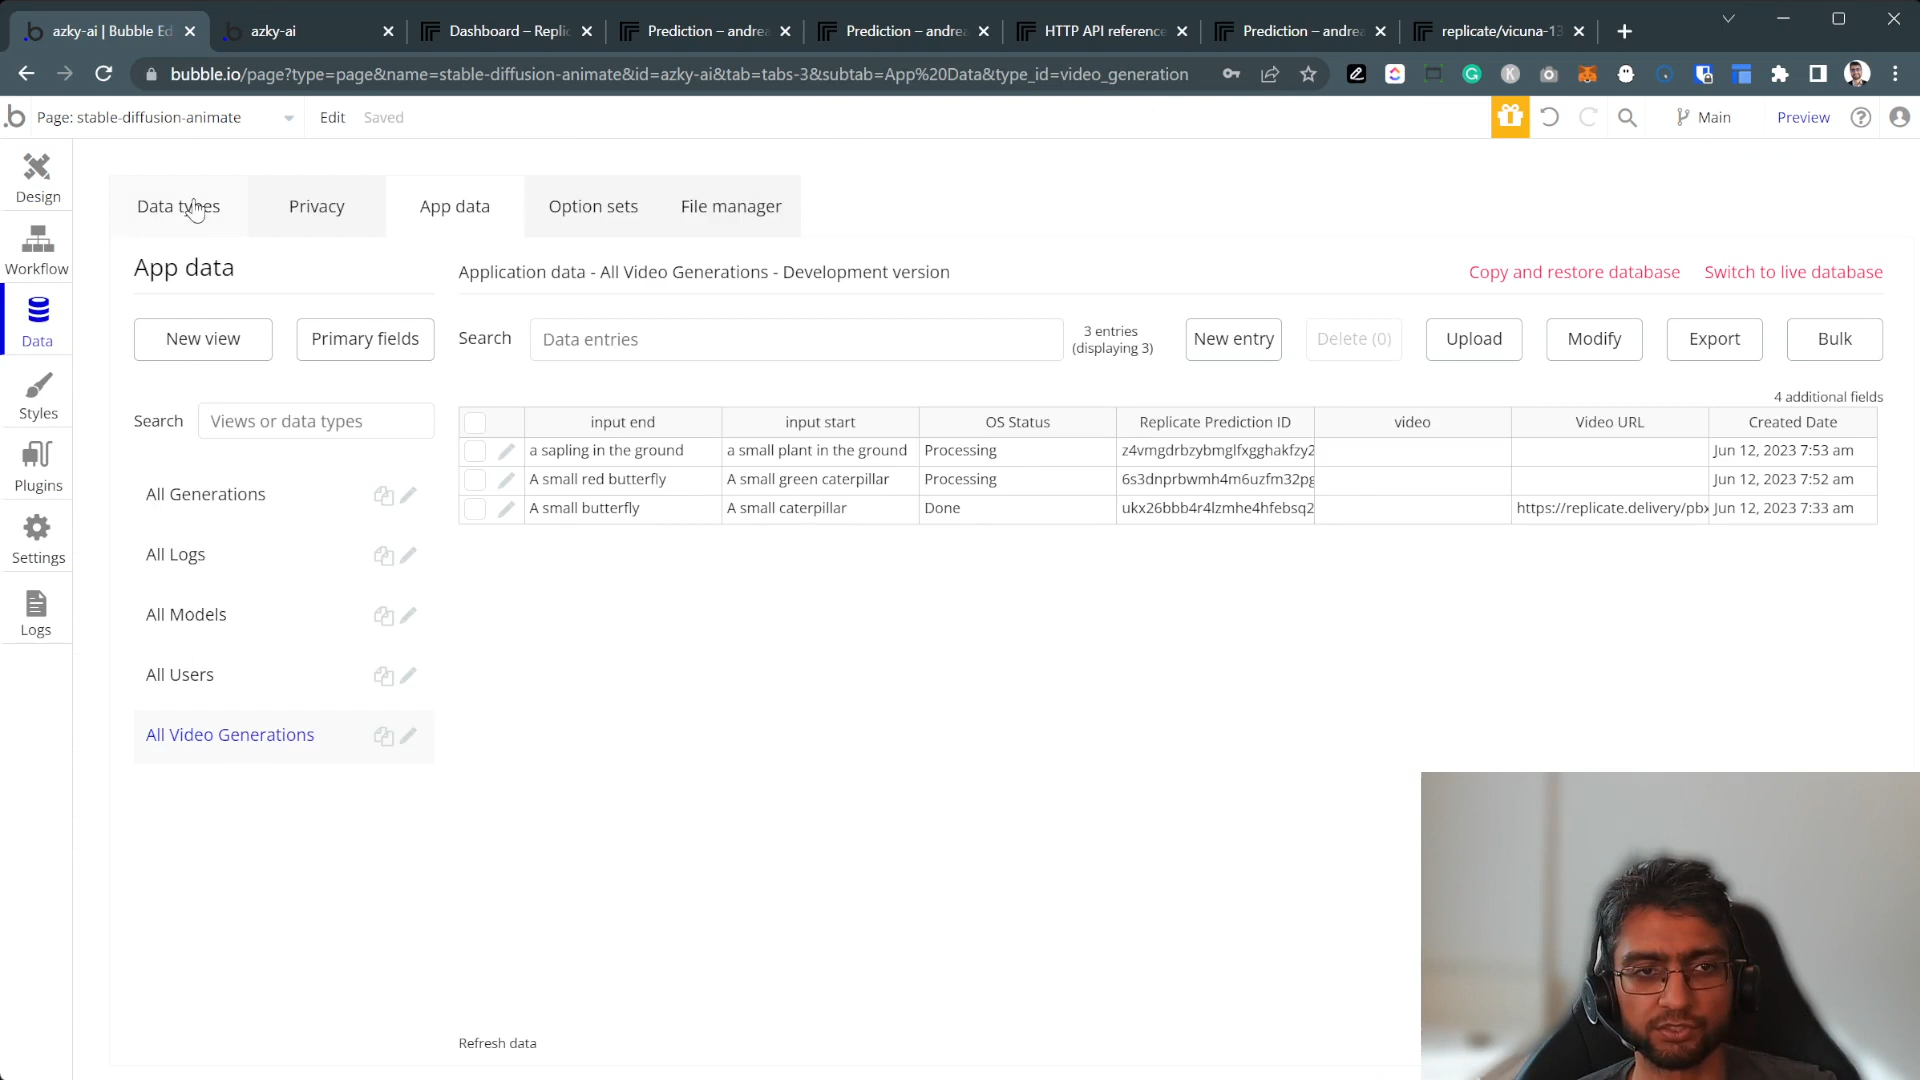 azky-ai | Bubble Ed
azky-ai
Dashboard – Replic
Prediction – andrea
Prediction – andrea
HTTP API reference
Prediction – andrea
replicate/vicuna-13
bubble.io/page?type=page&name=stable-diffusion-animate&id=azky-ai&tab=tabs-3&subtab=App%20Data&type_id=video_generation
Page: stable-diffusion-animate
Edit
Saved
Main
Preview
Design
Workflow
Data
Styles
Plugins
Settings
Logs
Data types
Privacy
App data
Option sets
File manager
App data
Application data - All Video Generations - Development version
Copy and restore database
Switch to live database
New view
Primary fields
Search
Data entries
3 entries
(displaying 3)
New entry
Delete (0)
Upload
Modify
Export
Bulk
4 additional fields
Search
Views or data types
All Generations
All Logs
All Models
All Users
All Video Generations
input end input start OS Status Replicate Prediction ID video Video URL Created Date
a sapling in the ground a small plant in the ground Processing z4vmgdrbzybmglfxgghakfzy2 Jun 12, 2023 7:53 am
A small red butterfly A small green caterpillar Processing 6s3dnprbwmh4m6uzfm32pg Jun 12, 2023 7:52 am
A small butterfly A small caterpillar Done ukx26bbb4r4lzmhe4hfebsq2 https://replicate.delivery/pbx Jun 12, 2023 7:33 am
Refresh data